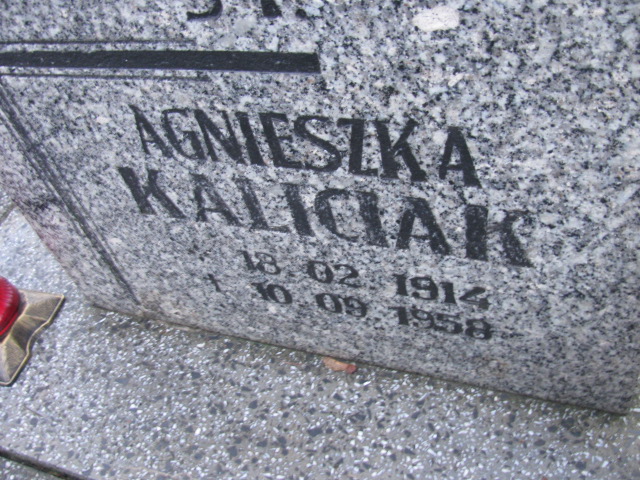 AGNIESZKA
KALICIAK
18 02 1914
† 10 09 1958